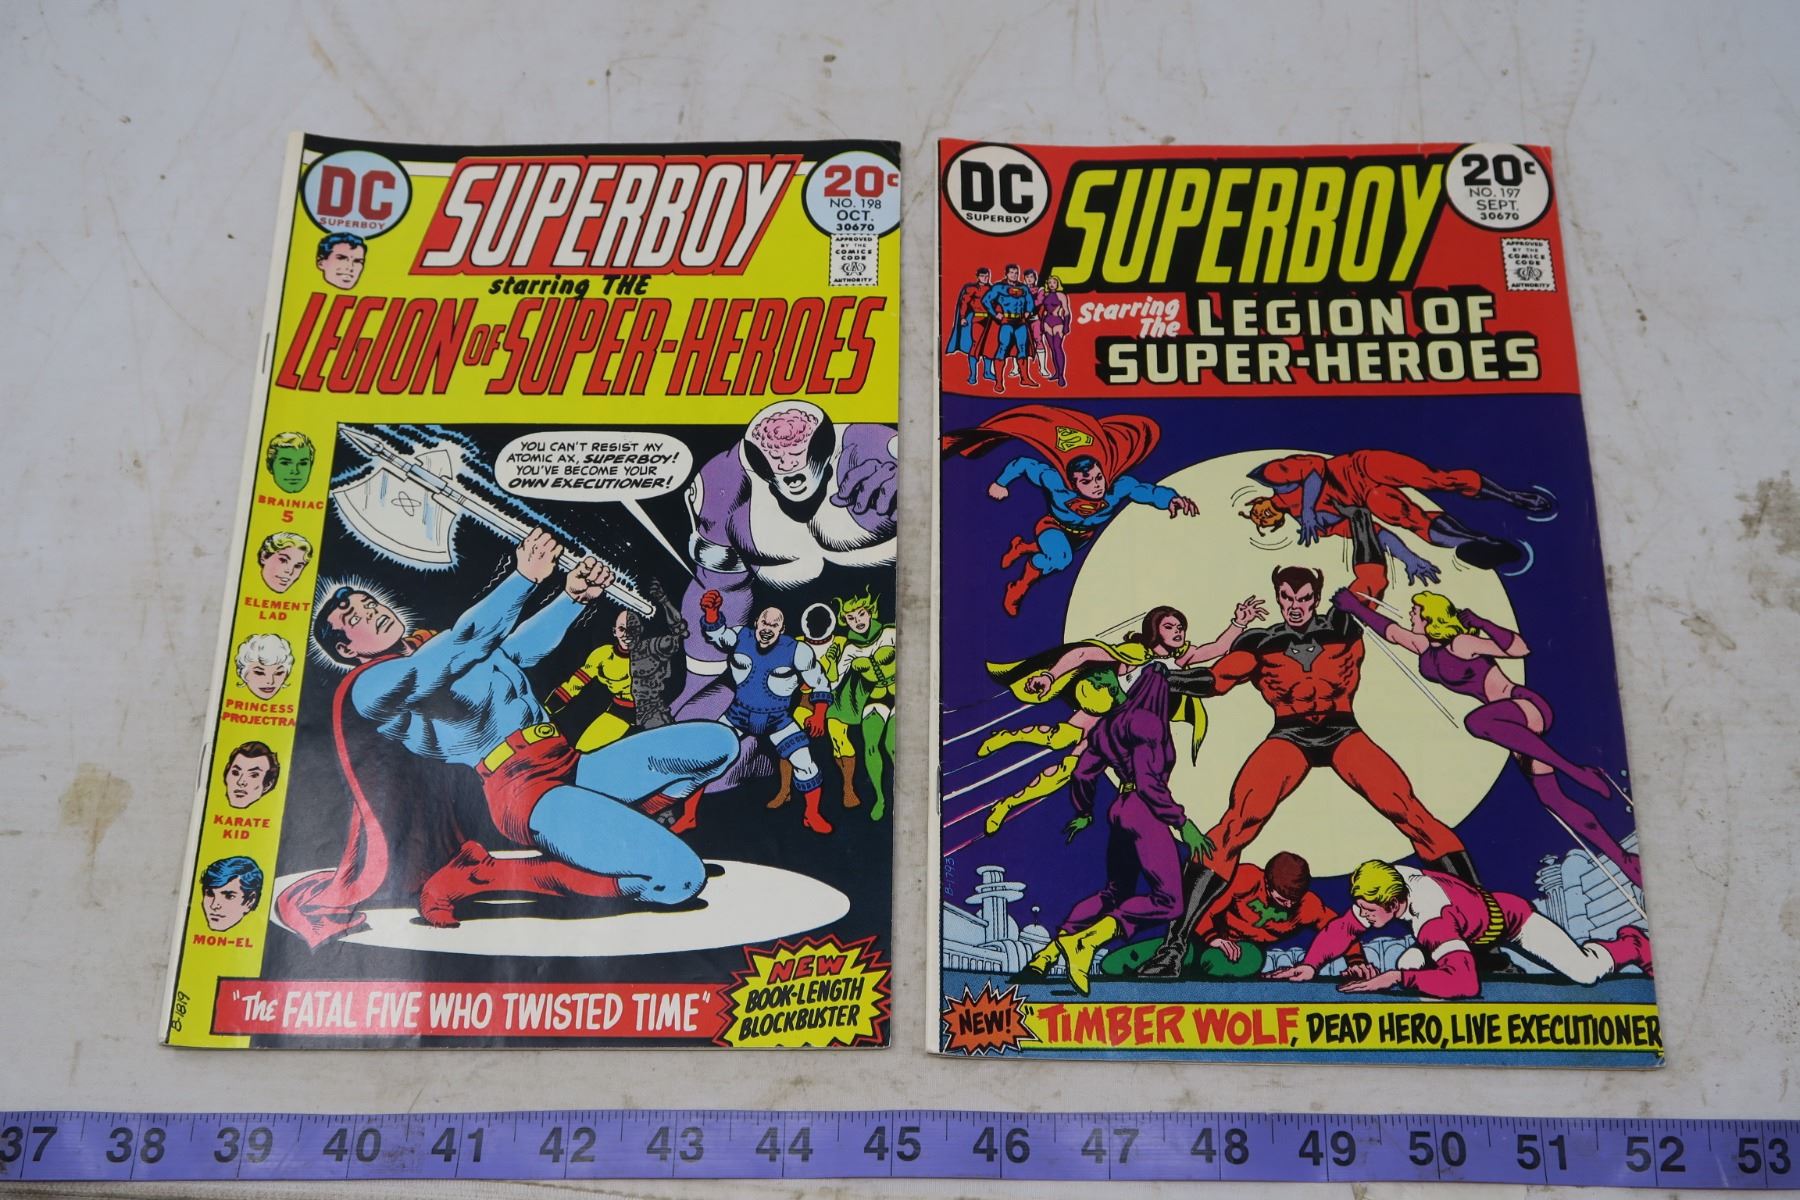 DC
SUPERBOY
SUPERBOY
20¢
NO. 198
OCT.
30670
APPROVED
BY THE
COMICS
CODE
AUTHORITY
starring THE
LEGION OF SUPER-HEROES
BRAINIAC
5
ELEMENT
LAD
PRINCESS
PROJECTRA
KARATE
KID
MON-EL
YOU CAN'T RESIST MY
ATOMIC AX, SUPERBOY!
YOU'VE BECOME YOUR
OWN EXECUTIONER!
B-1819
"The FATAL FIVE WHO TWISTED TIME"
NEW
BOOK-LENGTH
BLOCKBUSTER
DC
SUPERBOY
SUPERBOY
20¢
NO. 197
SEPT.
30670
APPROVED
BY THE
COMICS
CODE
AUTHORITY
Starring
The
LEGION OF
SUPER-HEROES
B-1793
NEW!
"TIMBER WOLF, DEAD HERO, LIVE EXECUTIONER
37 38 39 40 41 42 43 44 45 46 47 48 49 50 51 52 53